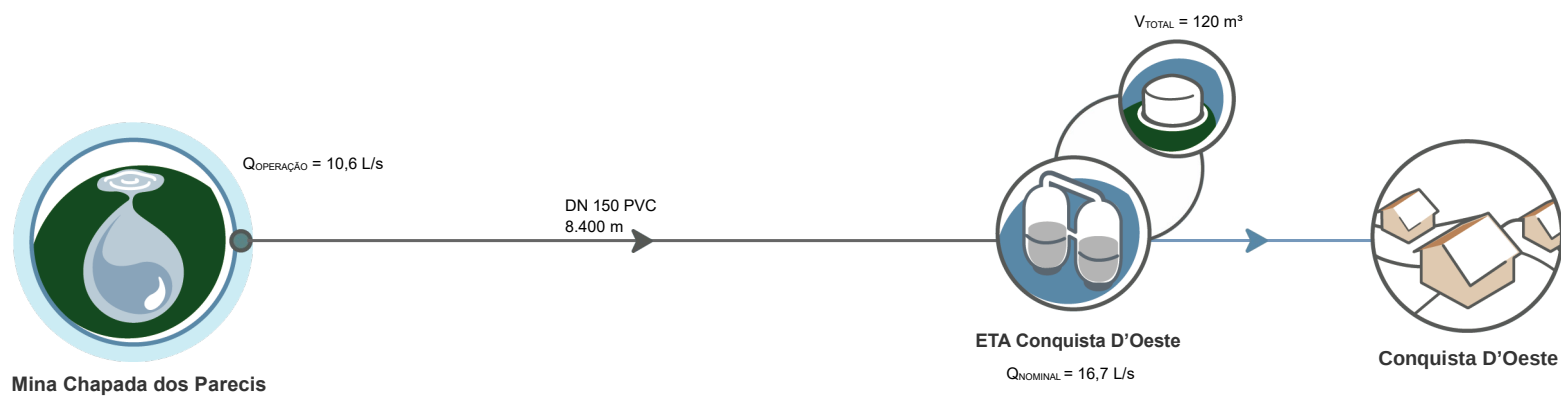 VTOTAL = 120 m³
QOPERAÇÃO = 10,6 L/s
DN 150 PVC
8.400 m
ETA Conquista D’Oeste
QNOMINAL = 16,7 L/s
Conquista D’Oeste
Mina Chapada dos Parecis